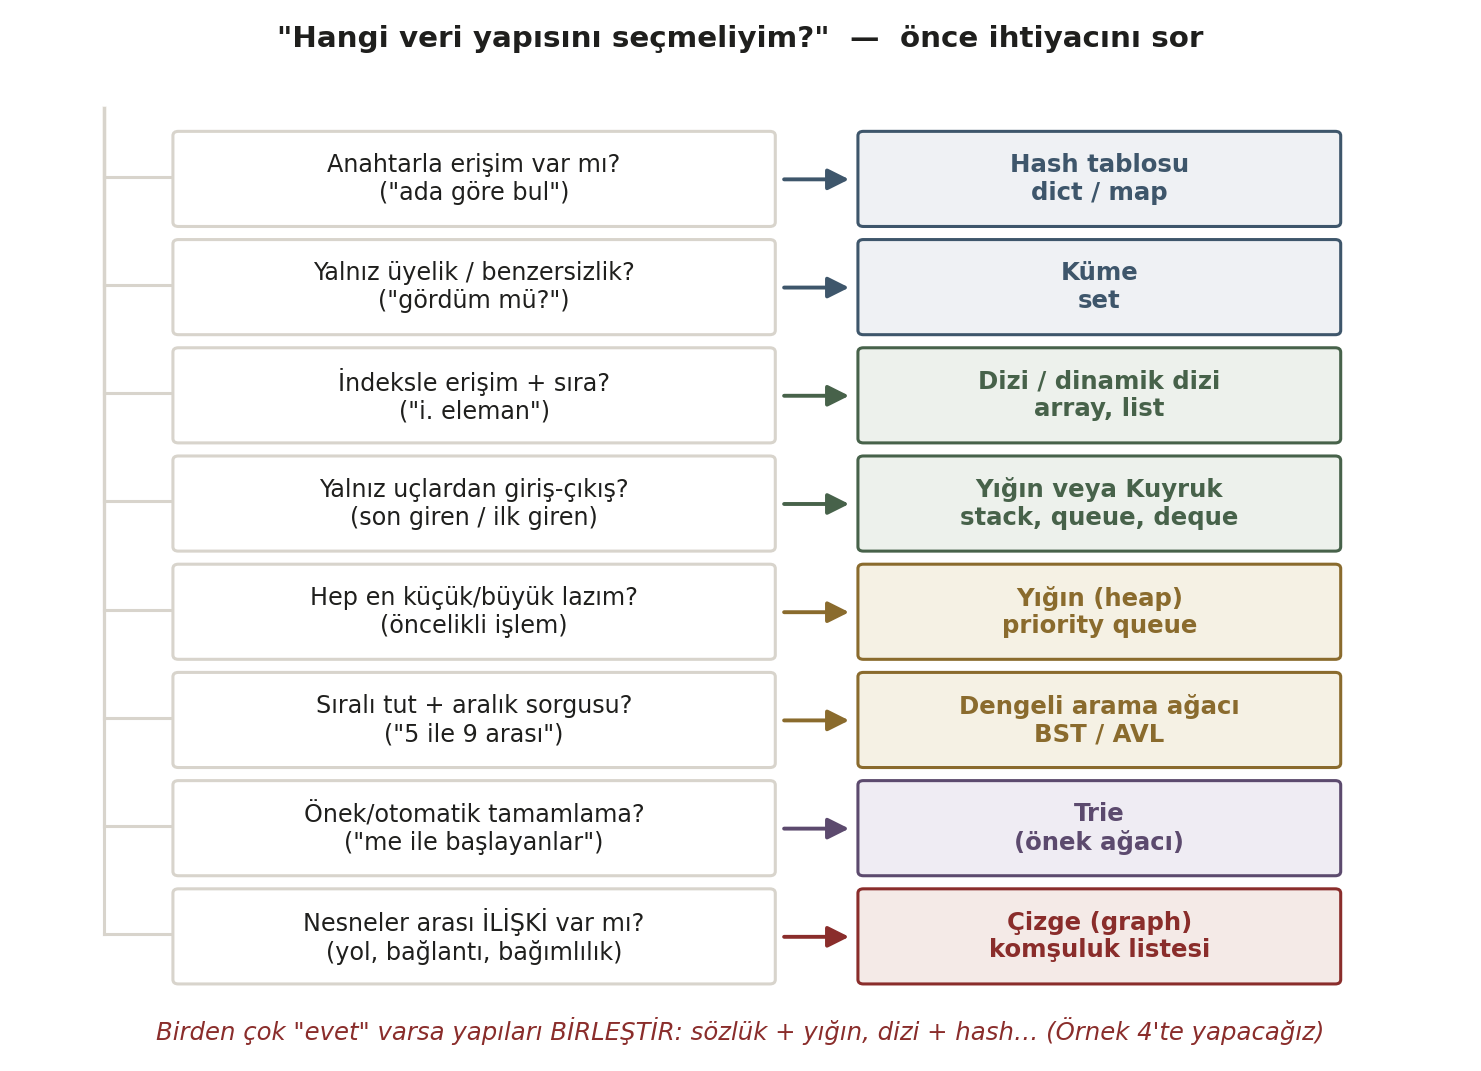 "Hangi veri yapısını seçmeliyim?" — önce ihtiyacını sor
Anahtarla erişim var mı?
("ada göre bul")
Hash tablosu
dict / map
Yalnız üyelik / benzersizlik?
("gördüm mü?")
Küme
set
İndeksle erişim + sıra?
("i. eleman")
Dizi / dinamik dizi
array, list
Yalnız uçlardan giriş-çıkış?
(son giren / ilk giren)
Yığın veya Kuyruk
stack, queue, deque
Hep en küçük/büyük lazım?
(öncelikli işlem)
Yığın (heap)
priority queue
Sıralı tut + aralık sorgusu?
("5 ile 9 arası")
Dengeli arama ağacı
BST / AVL
Önek/otomatik tamamlama?
("me ile başlayanlar")
Trie
(önek ağacı)
Nesneler arası İLİŞKİ var mı?
(yol, bağlantı, bağımlılık)
Çizge (graph)
komşuluk listesi
Birden çok "evet" varsa yapıları BİRLEŞTİR: sözlük + yığın, dizi + hash… (Örnek 4'te yapacağız)